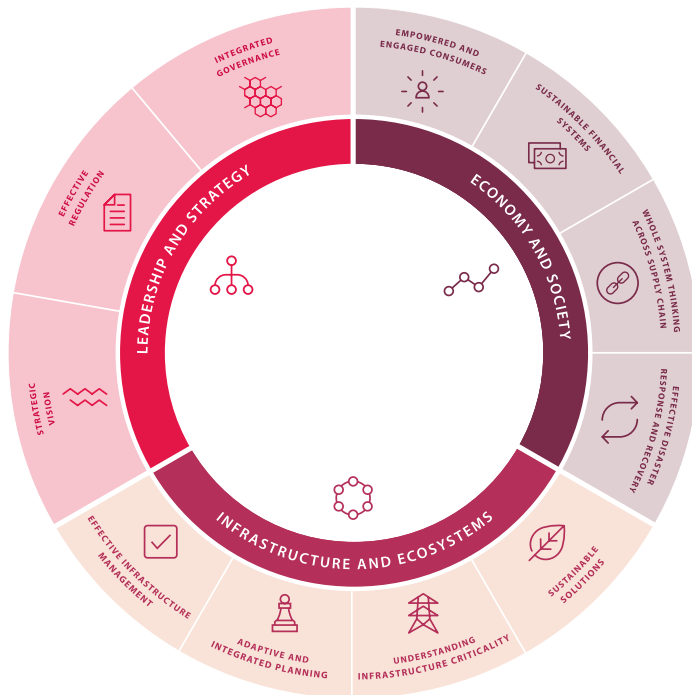 INTEGRATED
GOVERNANCE
EMPOWERED AND
ENGAGED CONSUMERS
SUSTAINABLE FINANCIAL
SYSTEMS
WHOLE SYSTEM THINKING
ACROSS SUPPLY CHAIN
EFFECTIVE DISASTER
RESPONSE AND RECOVERY
SUSTAINABLE
SOLUTIONS
UNDERSTANDING
INFRASTRUCTURE CRITICALITY
ADAPTIVE AND
INTEGRATED PLANNING
EFFECTIVE INFRASTRUCTURE
MANAGEMENT
STRATEGIC
VISION
EFFECTIVE
REGULATION
LEADERSHIP AND STRATEGY
ECONOMY AND SOCIETY
INFRASTRUCTURE AND ECOSYSTEMS